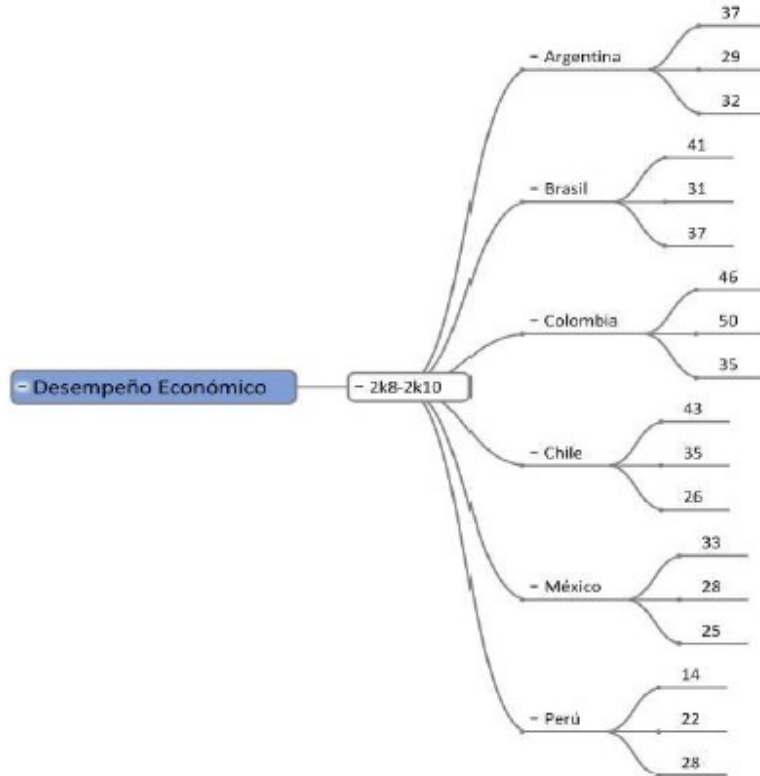 Desempeño Económico
2k8-2k10
Argentina
37
29
32
Brasil
41
31
37
Colombia
46
50
35
Chile
43
35
26
México
33
28
25
Perú
14
22
28